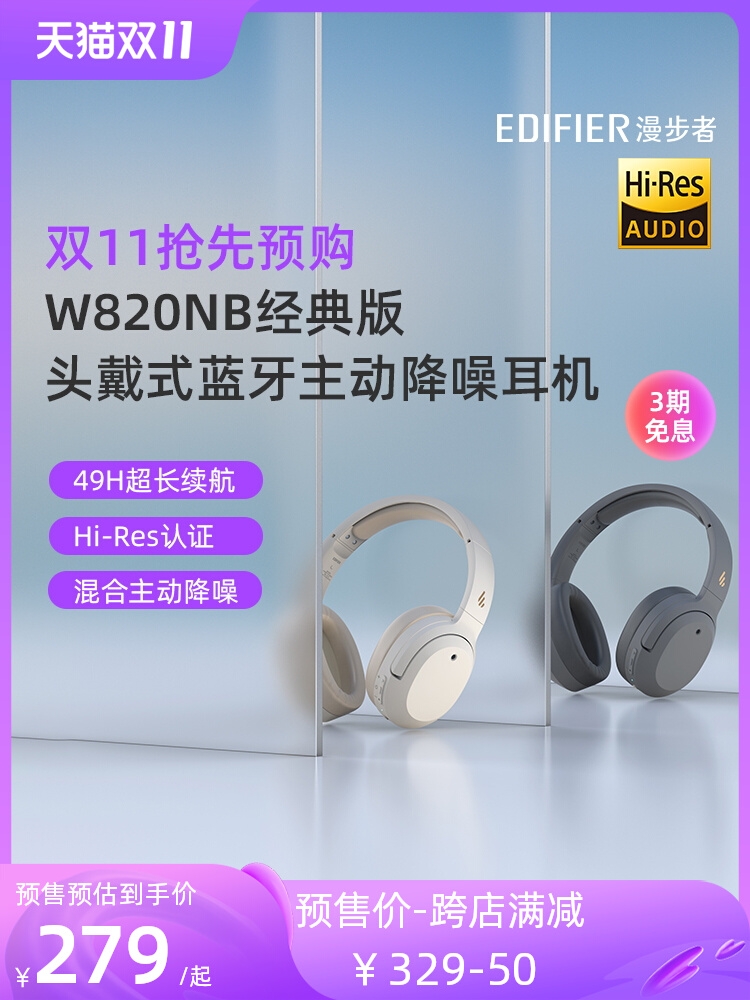 天猫双11
EDIFIER漫步者
Hi-Res
AUDIO
双11抢先预购
W820NB经典版
头戴式蓝牙主动降噪耳机
3期
免息
49H超长续航
Hi-Res认证
混合主动降噪
预售预估到手价
¥279/起
预售价-跨店满减
¥329-50